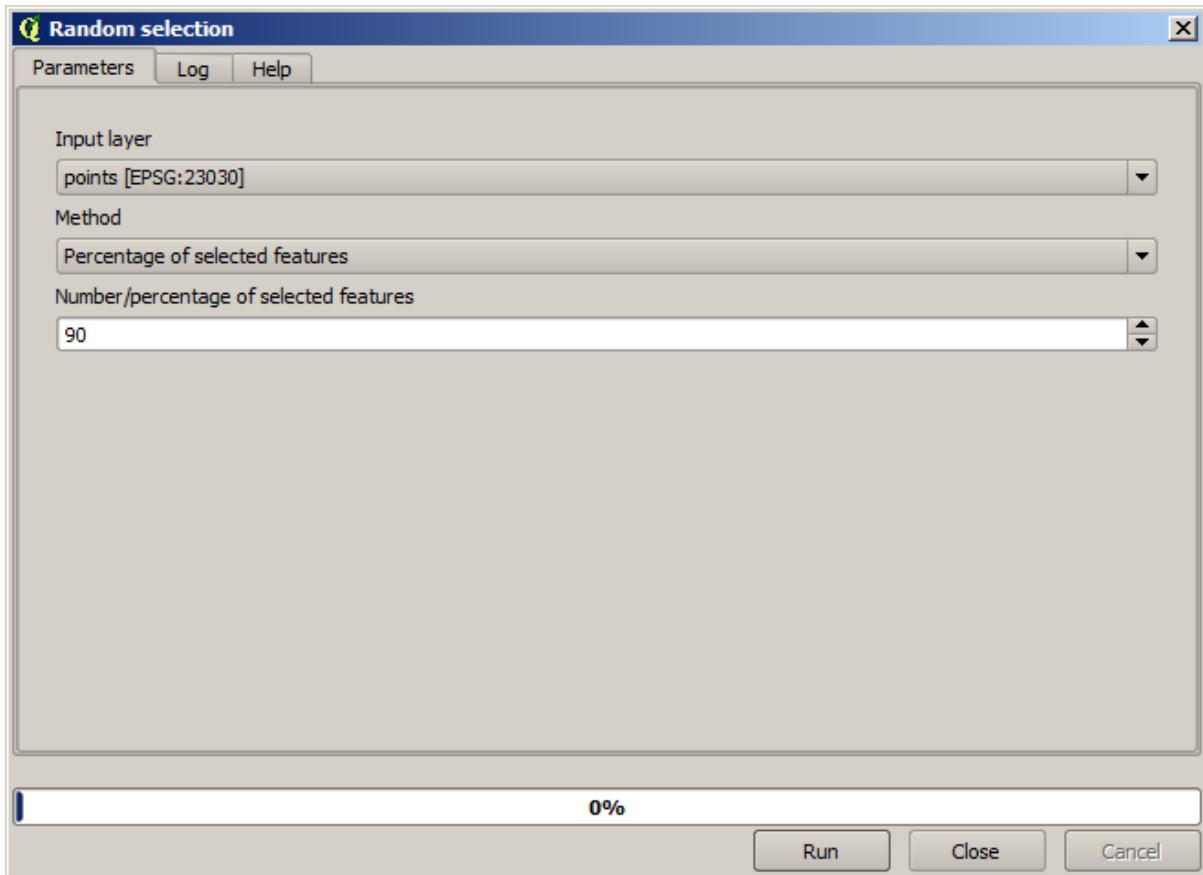 Random selection
Parameters Log Help
Input layer
points [EPSG:23030]
Method
Percentage of selected features
Number/percentage of selected features
90
0%
Run Close Cancel